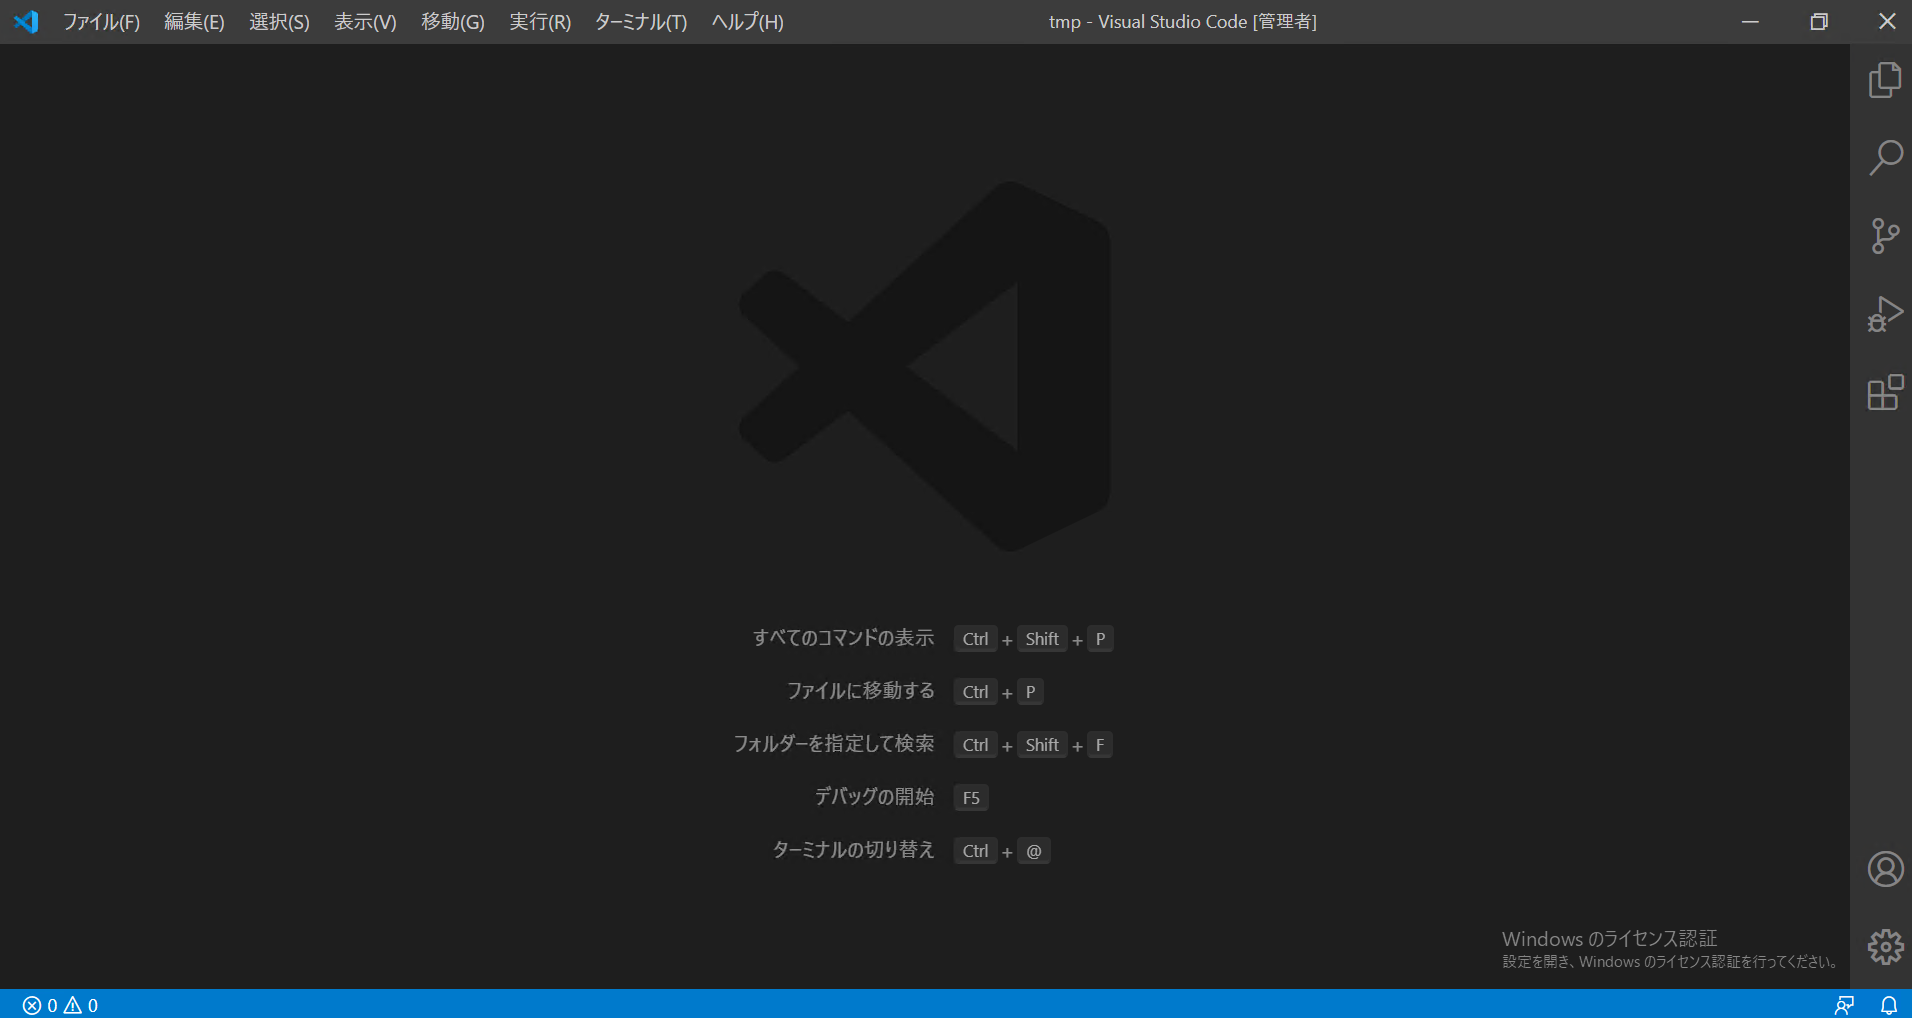 ファイル(F) 編集(E) 選択(S) 表示(V) 移動(G) 実行(R) ターミナル(T) ヘルプ(H) tmp - Visual Studio Code [管理者]
すべてのコマンドの表示 Ctrl + Shift + P
ファイルに移動する Ctrl + P
フォルダーを指定して検索 Ctrl + Shift + F
デバッグの開始 F5
ターミナルの切り替え Ctrl + @
Windows のライセンス認証
設定を開き、Windows のライセンス認証を行ってください。
0 0